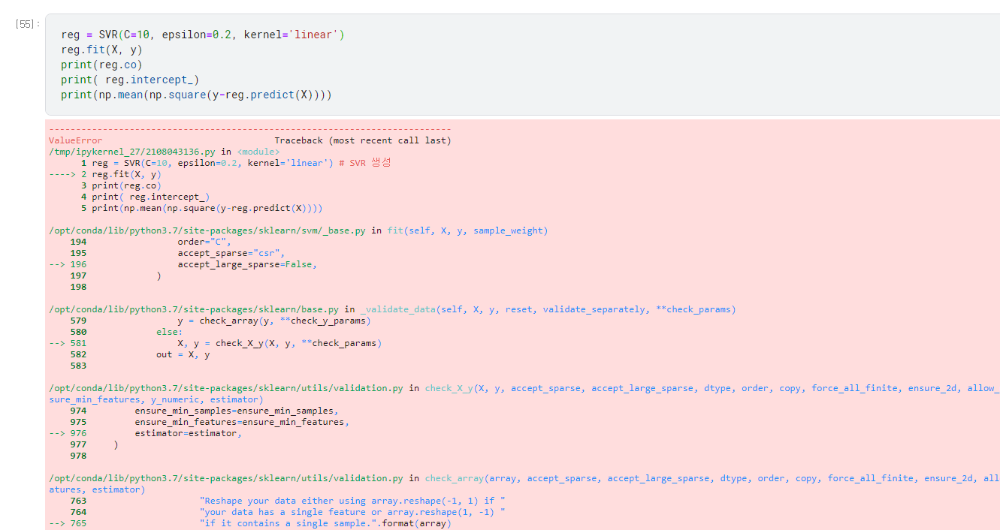 [55]:
reg = SVR(C=10, epsilon=0.2, kernel='linear')
reg.fit(X, y)
print(reg.co)
print( reg.intercept_)
print(np.mean(np.square(y-reg.predict(X))))
---------------------------------------------------------------------------
ValueError                                Traceback (most recent call last)
/tmp/ipykernel_27/2108043136.py in <module>
      1 reg = SVR(C=10, epsilon=0.2, kernel='linear') # SVR 생성
----> 2 reg.fit(X, y)
      3 print(reg.co)
      4 print( reg.intercept_)
      5 print(np.mean(np.square(y-reg.predict(X))))
/opt/conda/lib/python3.7/site-packages/sklearn/svm/_base.py in fit(self, X, y, sample_weight)
    194                 order="C",
    195                 accept_sparse="csr",
--> 196                 accept_large_sparse=False,
    197             )
    198
/opt/conda/lib/python3.7/site-packages/sklearn/base.py in _validate_data(self, X, y, reset, validate_separately, **check_params)
    579                 y = check_array(y, **check_y_params)
    580             else:
--> 581                 X, y = check_X_y(X, y, **check_params)
    582             out = X, y
    583
/opt/conda/lib/python3.7/site-packages/sklearn/utils/validation.py in check_X_y(X, y, accept_sparse, accept_large_sparse, dtype, order, copy, force_all_finite, ensure_2d, allow_
sure_min_features, y_numeric, estimator)
    974         ensure_min_samples=ensure_min_samples,
    975         ensure_min_features=ensure_min_features,
--> 976         estimator=estimator,
    977     )
    978
/opt/conda/lib/python3.7/site-packages/sklearn/utils/validation.py in check_array(array, accept_sparse, accept_large_sparse, dtype, order, copy, force_all_finite, ensure_2d, all
atures, estimator)
    763                     "Reshape your data either using array.reshape(-1, 1) if "
    764                     "your data has a single feature or array.reshape(1, -1) "
--> 765                     "if it contains a single sample.".format(array)